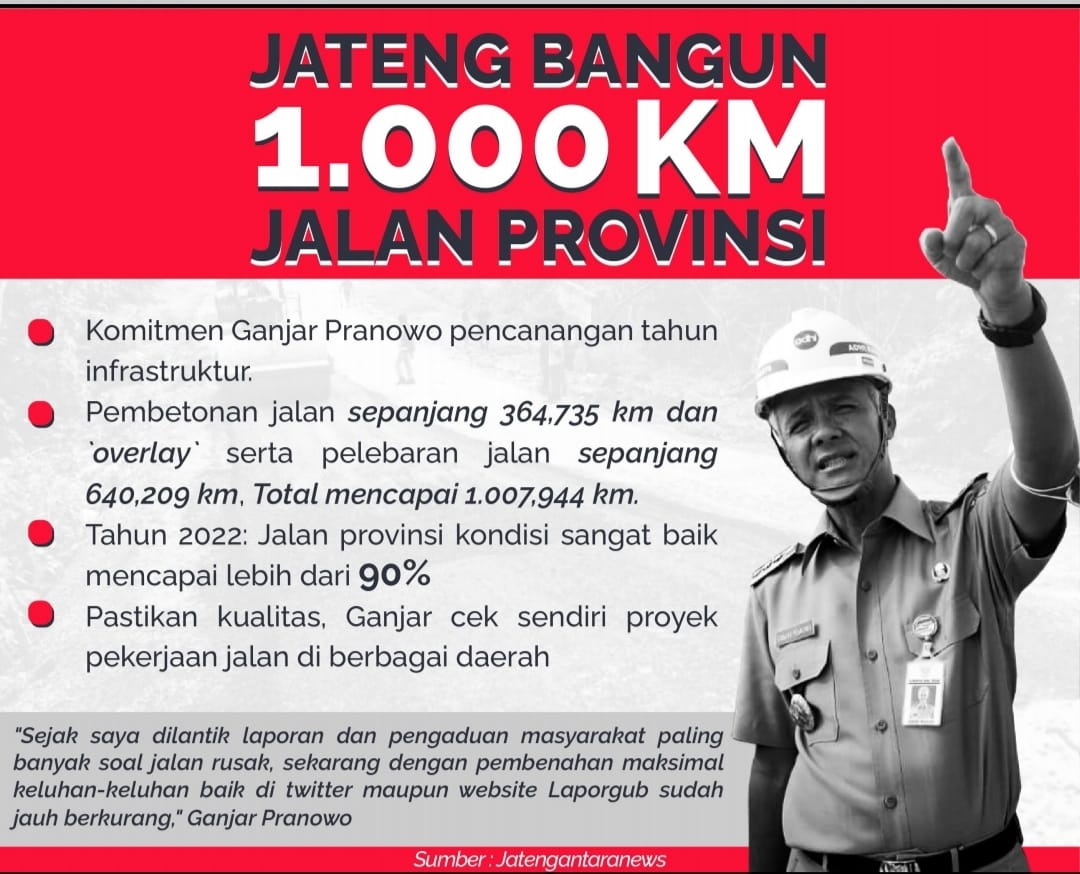 JATENG BANGUN
1.000 KM
JALAN PROVINSI
Komitmen Ganjar Pranowo pencanangan tahun
infrastruktur.
Pembetonan jalan sepanjang 364,735 km dan
`overlay` serta pelebaran jalan sepanjang
640,209 km, Total mencapai 1.007,944 km.
Tahun 2022: Jalan provinsi kondisi sangat baik
mencapai lebih dari 90%
Pastikan kualitas, Ganjar cek sendiri proyek
pekerjaan jalan di berbagai daerah
adhi
"Sejak saya dilantik laporan dan pengaduan masyarakat paling
banyak soal jalan rusak, sekarang dengan pembenahan maksimal
keluhan-keluhan baik di twitter maupun website Laporgub sudah
jauh berkurang," Ganjar Pranowo
Sumber : Jatengantaranews